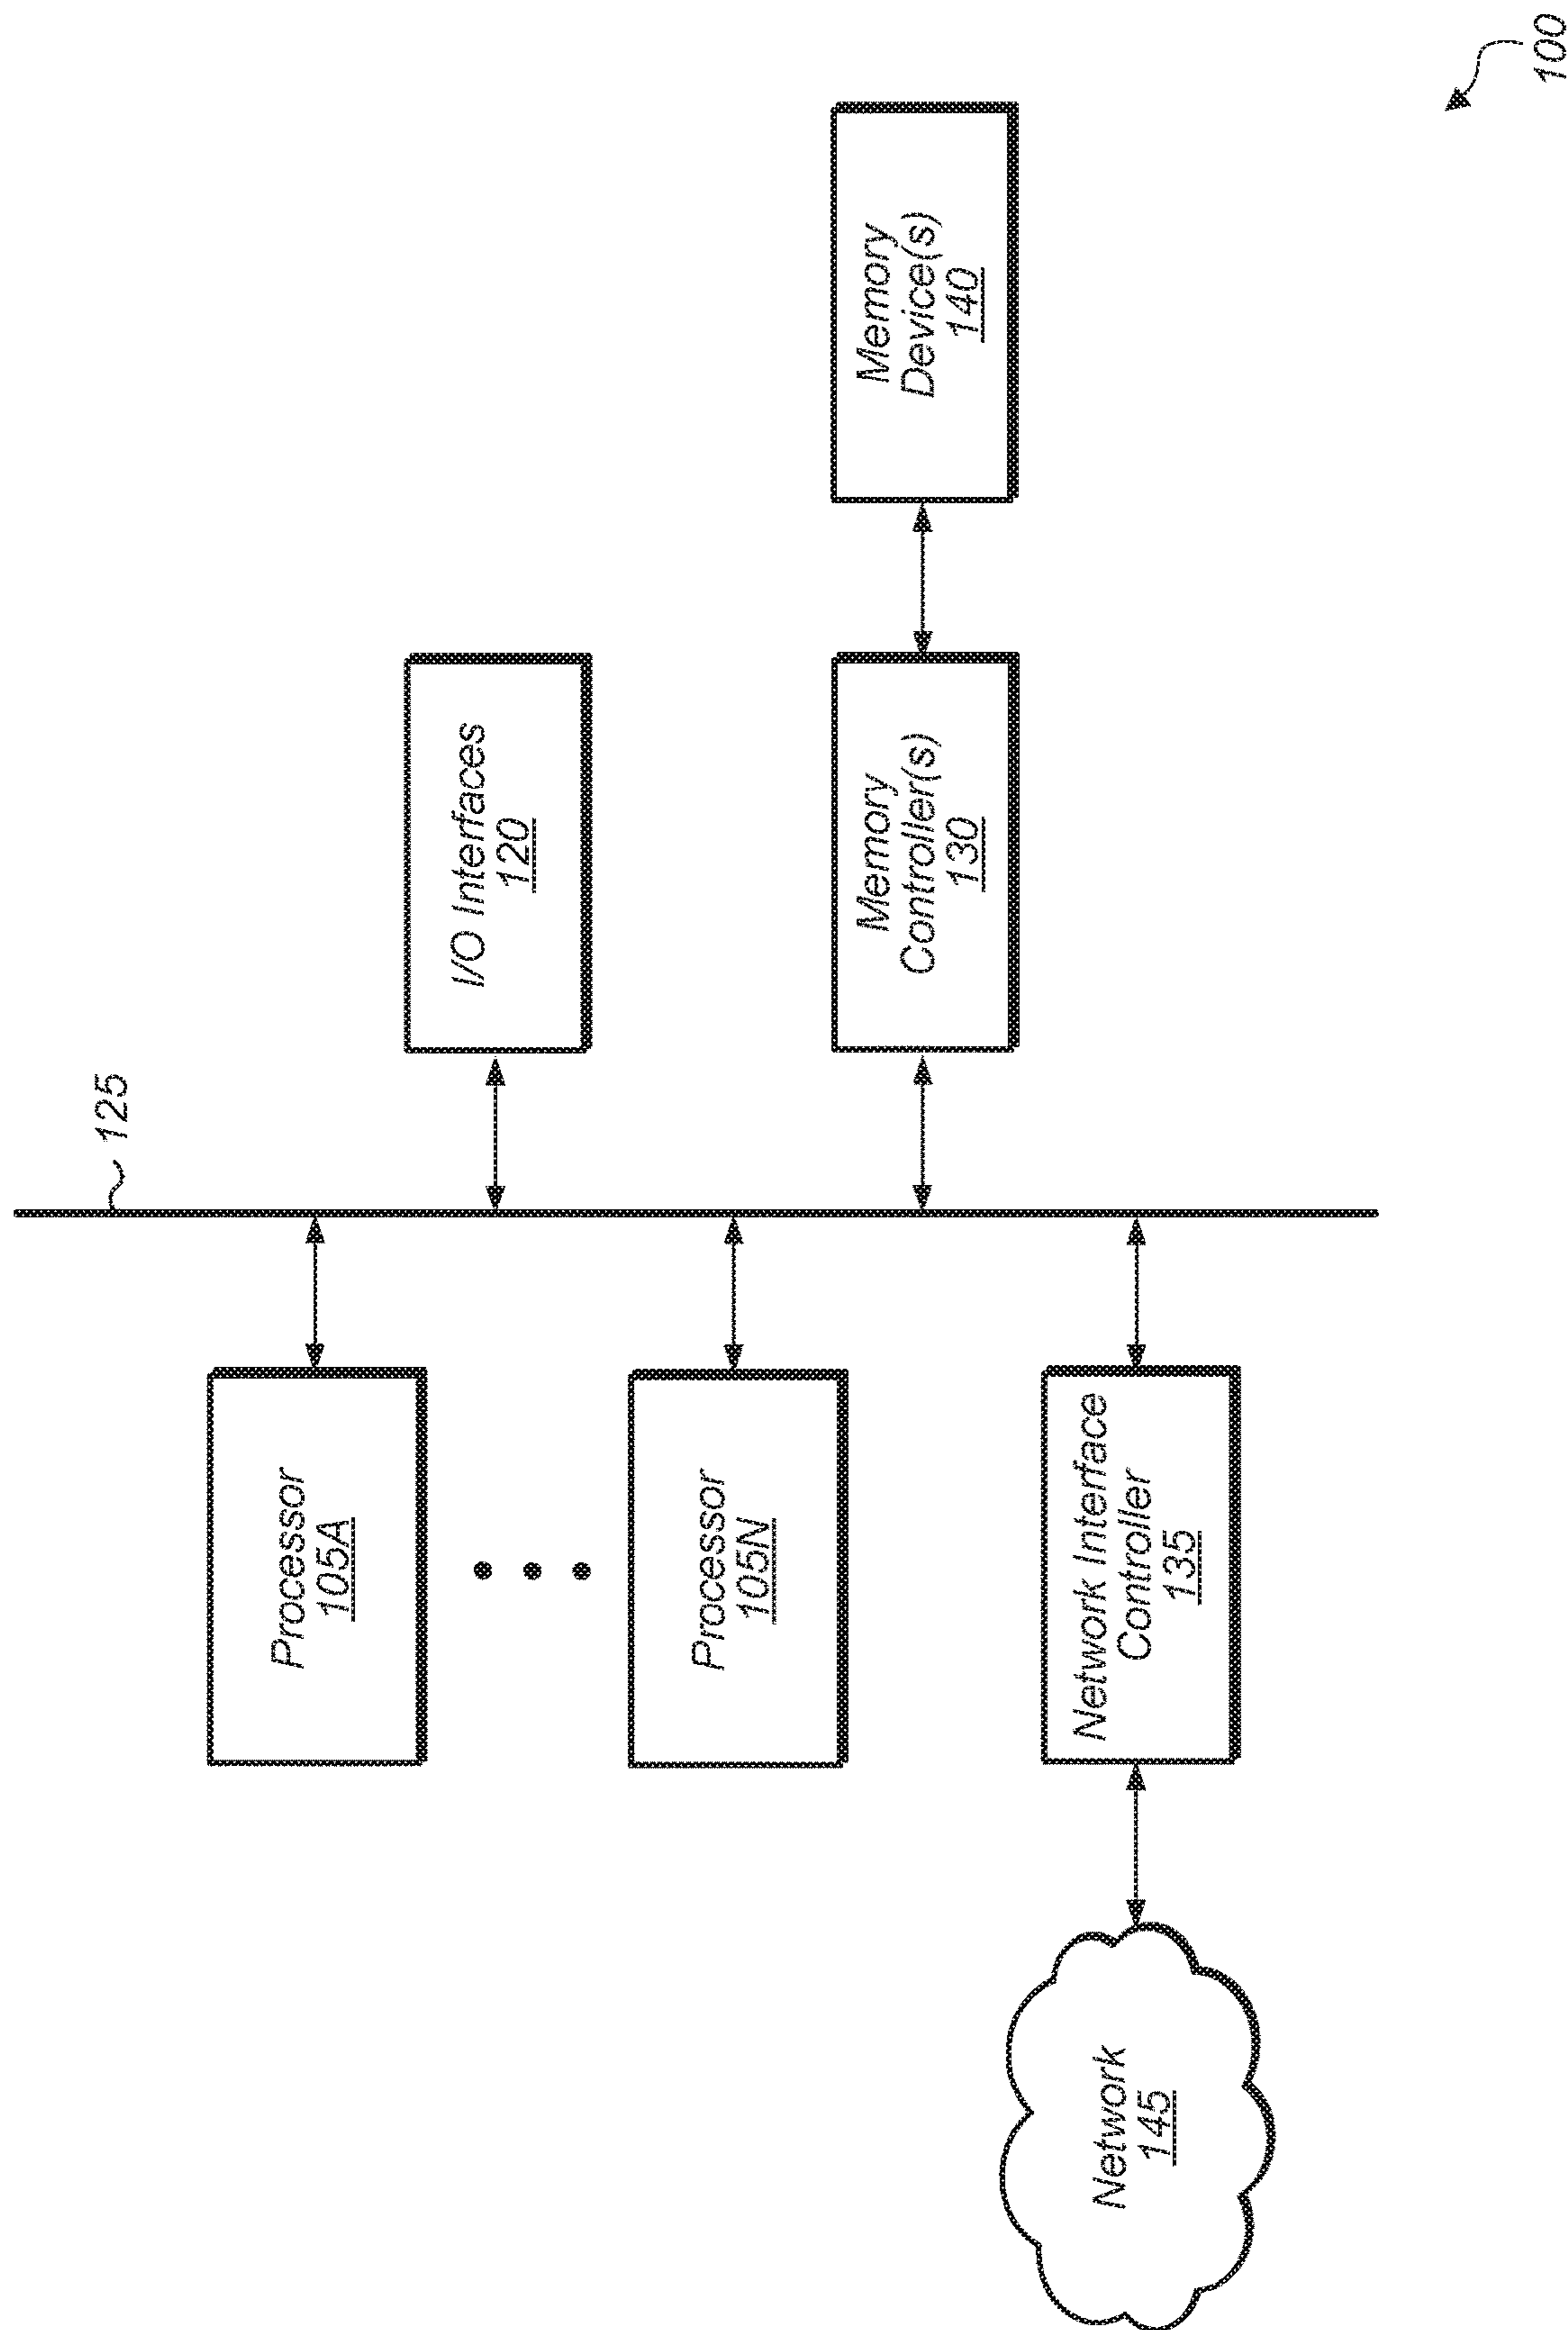 125
Processor
105A
I/O Interfaces
120
Processor
105N
Memory
Controller(s)
130
Memory
Device(s)
140
Network
145
Network Interface
Controller
135
100